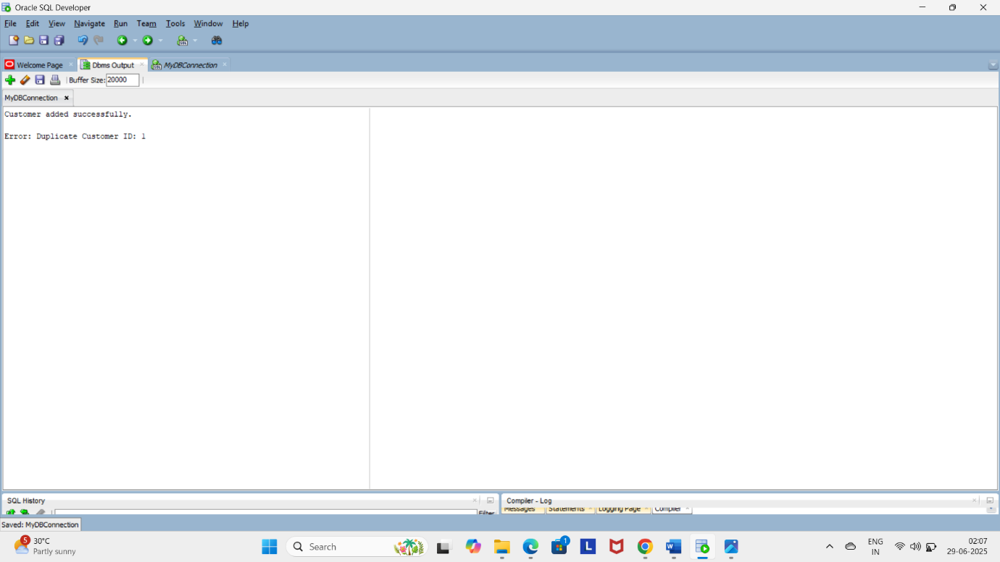 Oracle SQL Developer
File Edit View Navigate Run Team Tools Window Help
Welcome Page Dbms Output MyDBConnection
Buffer Size: 20000
MyDBConnection
Customer added successfully.
Error: Duplicate Customer ID: 1
SQL History
Compiler - Log
Filter
Messages Statements Logging Page Compiler
Saved: MyDBConnection
5
30°C
Partly sunny
Search
1
L
W
ENG
IN
02:07
29-06-2025